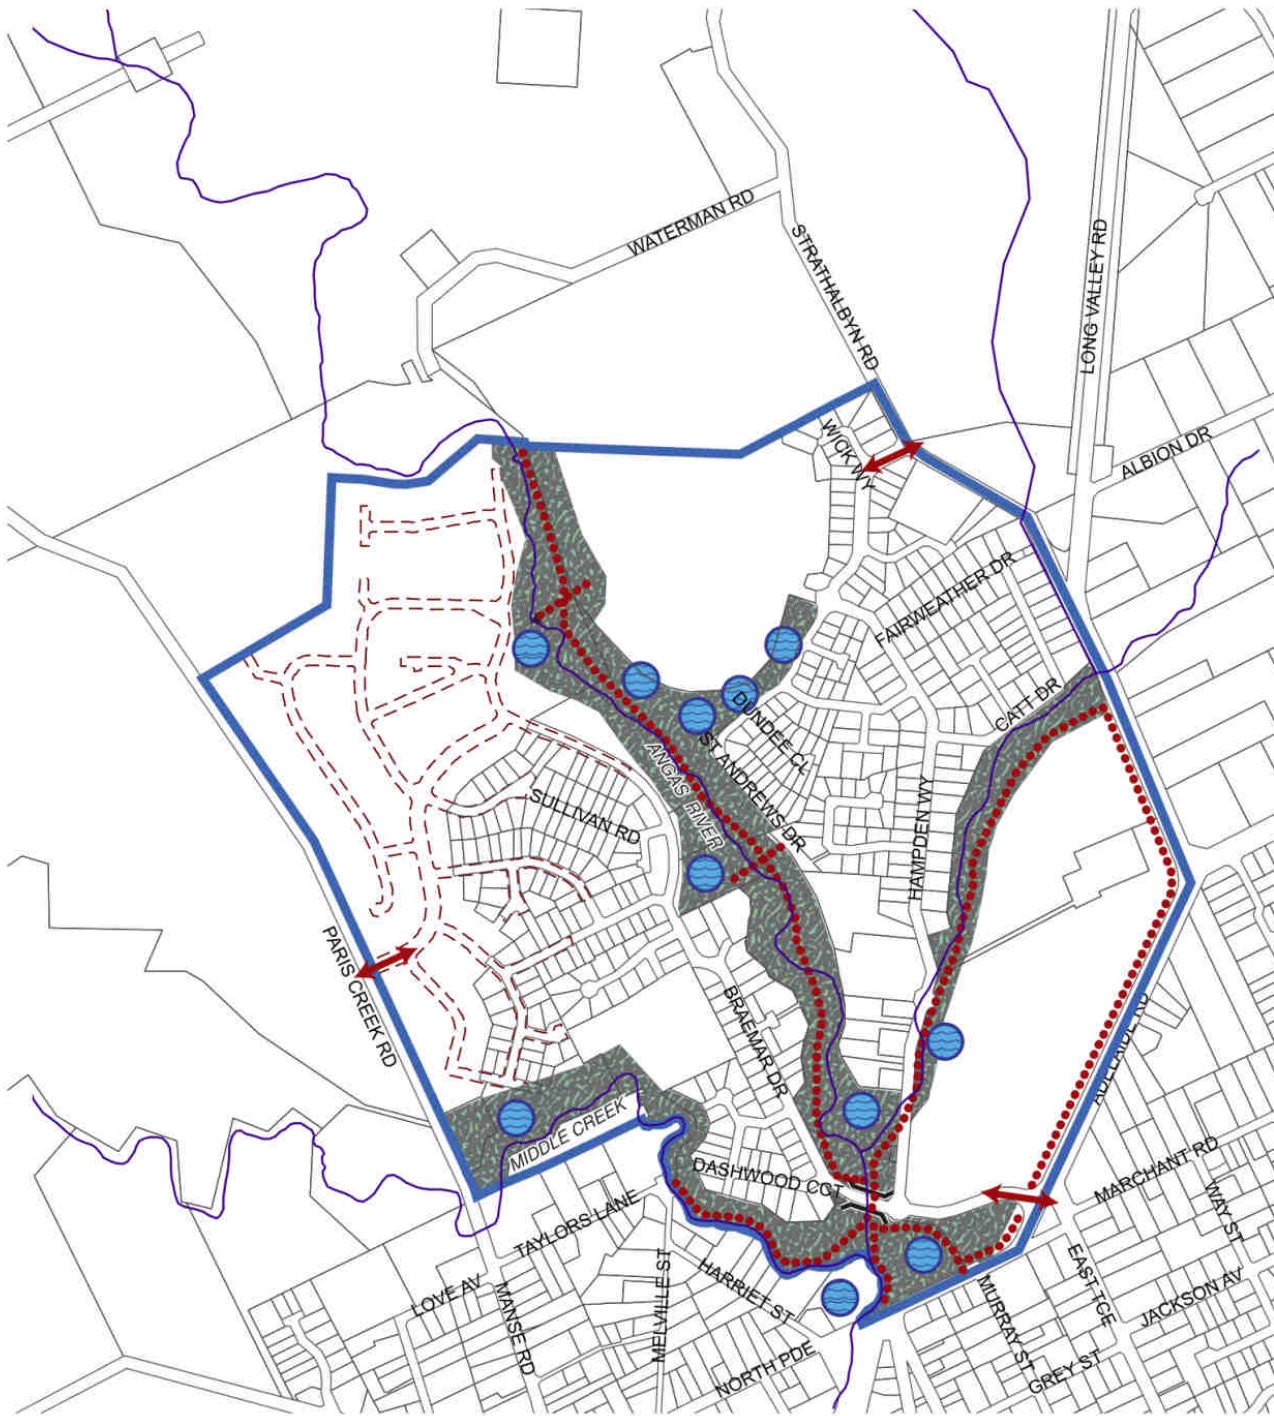 WATERMAN RD
STRATHALBYN RD
LONG VALLEY RD
WICK WY
ALBION DR
FAIRWEATHER DR
CATT DR
DUNDEE CL
ST ANDREWS DR
ANGAS RIVER
SULLIVAN RD
HAMPDEN WY
PARIS CREEK RD
BRAEMAR DR
ADELAIDE RD
MIDDLE CREEK
DASHWOOD CCT
MARCHANT RD
TAYLORS LANE
WAY ST
LOVE AV
MANSE RD
MELVILLE ST
HARRIET ST
EAST TCE
JACKSON AV
MURRAY ST
NORTH PDE
GREY ST